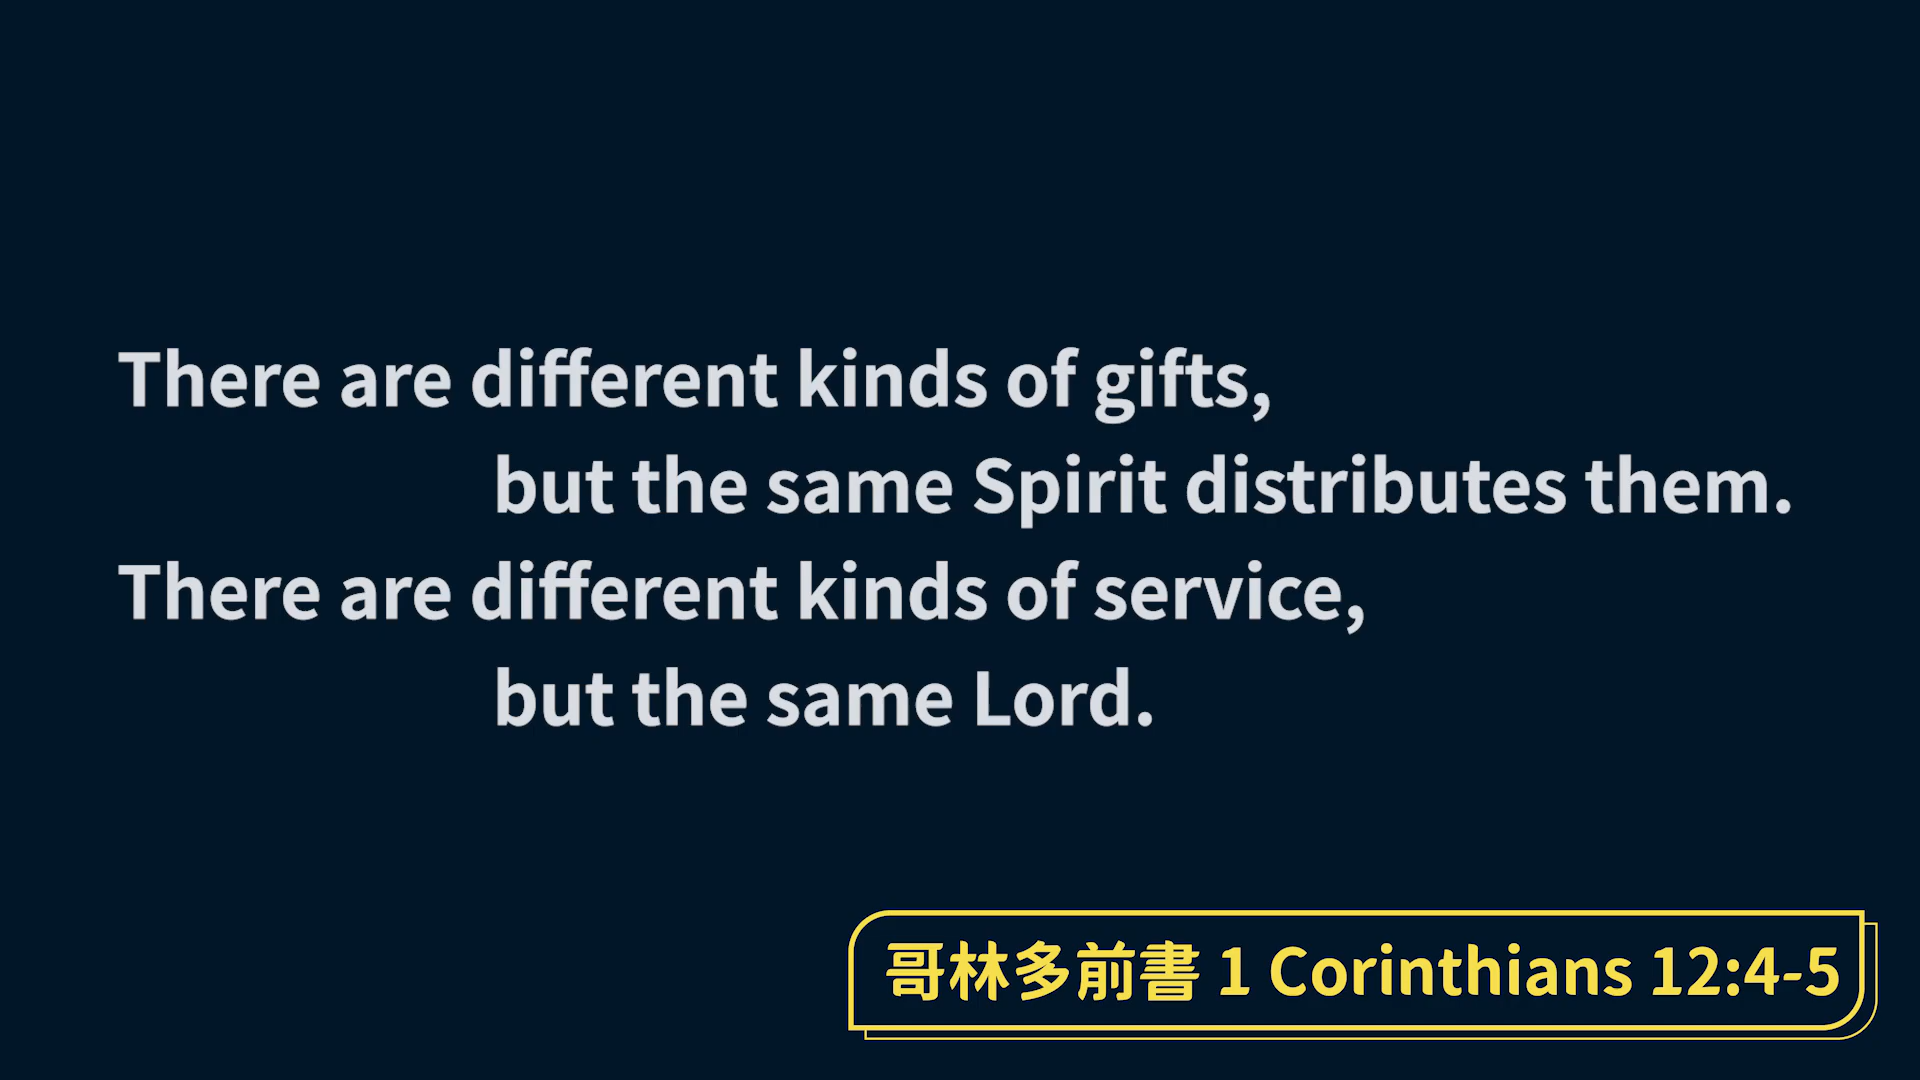 There are different kinds of gifts,
but the same Spirit distributes them.
There are different kinds of service,
but the same Lord.
哥林多前書 1 Corinthians 12:4-5